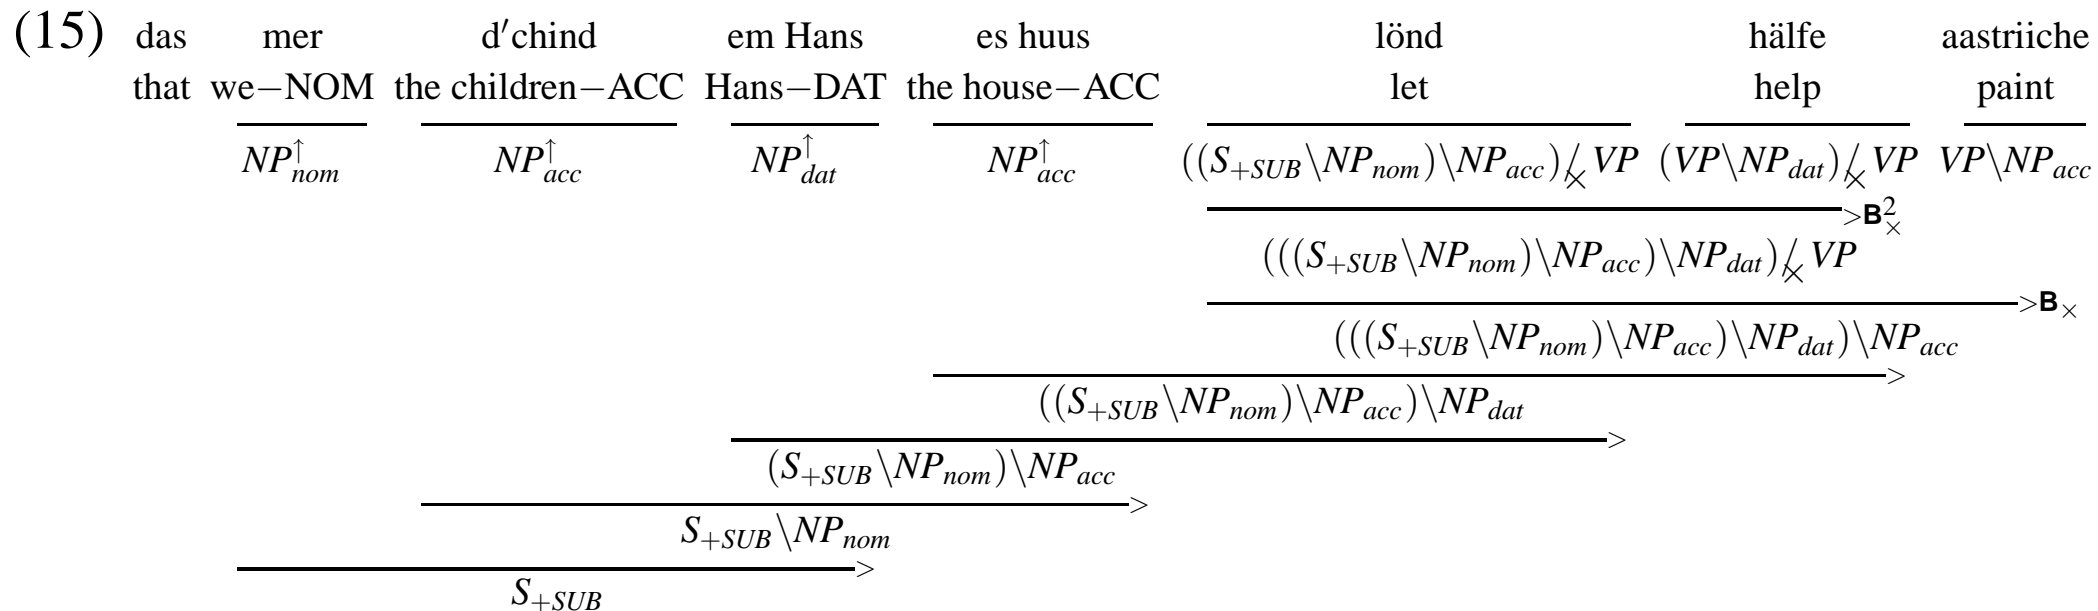 (15) das mer d′chind em Hans es huus lönd hälfe aastriiche
that we−NOM the children−ACC Hans−DAT the house−ACC let help paint
NP↑nom NP↑acc NP↑dat NP↑acc ((S+SUB\NPnom)\NPacc)/×VP (VP\NPdat)/×VP VP\NPacc
>B2×
(((S+SUB\NPnom)\NPacc)\NPdat)/×VP
>B×
(((S+SUB\NPnom)\NPacc)\NPdat)\NPacc
>
((S+SUB\NPnom)\NPacc)\NPdat
>
(S+SUB\NPnom)\NPacc
>
S+SUB\NPnom
>
S+SUB